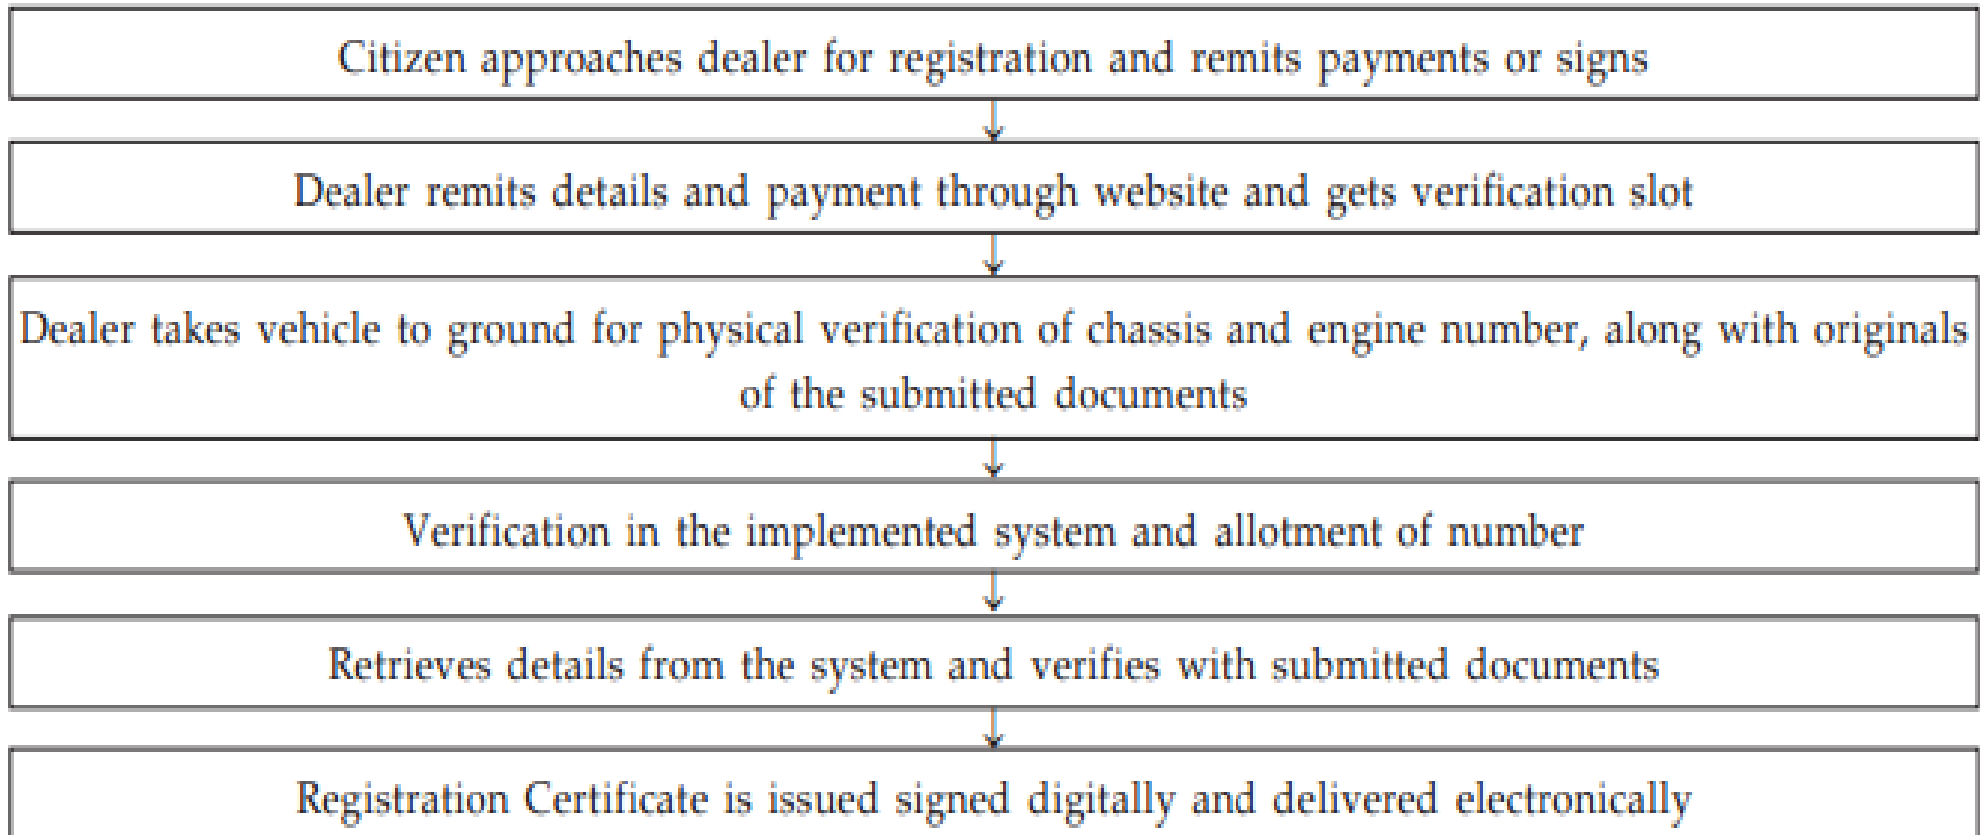 Citizen approaches dealer for registration and remits payments or signs
Dealer remits details and payment through website and gets verification slot
Dealer takes vehicle to ground for physical verification of chassis and engine number, along with originals
of the submitted documents
Verification in the implemented system and allotment of number
Retrieves details from the system and verifies with submitted documents
Registration Certificate is issued signed digitally and delivered electronically